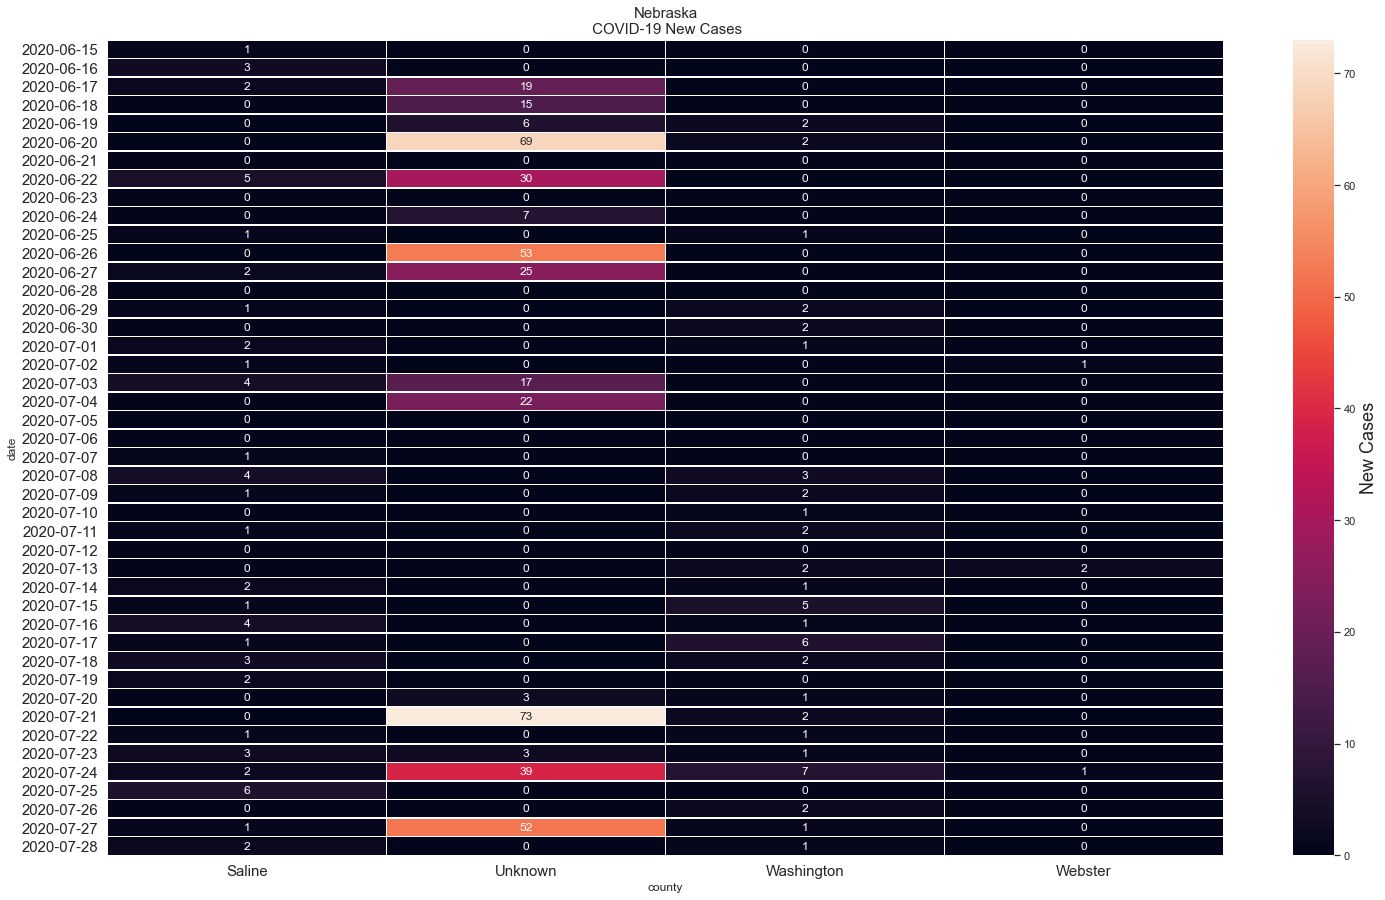 Nebraska
COVID-19 New Cases
2020-06-15 1 0 0 0
2020-06-16 3 0 0 0
2020-06-17 2 19 0 0
2020-06-18 0 15 0 0
2020-06-19 0 6 2 0
2020-06-20 0 69 2 0
2020-06-21 0 0 0 0
2020-06-22 5 30 0 0
2020-06-23 0 0 0 0
2020-06-24 0 7 0 0
2020-06-25 1 0 1 0
2020-06-26 0 53 0 0
2020-06-27 2 25 0 0
2020-06-28 0 0 0 0
2020-06-29 1 0 2 0
2020-06-30 0 0 2 0
2020-07-01 2 0 1 0
2020-07-02 1 0 0 1
2020-07-03 4 17 0 0
2020-07-04 0 22 0 0
2020-07-05 0 0 0 0
2020-07-06 0 0 0 0
2020-07-07 1 0 0 0
2020-07-08 4 0 3 0
2020-07-09 1 0 2 0
2020-07-10 0 0 1 0
2020-07-11 1 0 2 0
2020-07-12 0 0 0 0
2020-07-13 0 0 2 2
2020-07-14 2 0 1 0
2020-07-15 1 0 5 0
2020-07-16 4 0 1 0
2020-07-17 1 0 6 0
2020-07-18 3 0 2 0
2020-07-19 2 0 0 0
2020-07-20 0 3 1 0
2020-07-21 0 73 2 0
2020-07-22 1 0 1 0
2020-07-23 3 3 1 0
2020-07-24 2 39 7 1
2020-07-25 6 0 0 0
2020-07-26 0 0 2 0
2020-07-27 1 52 1 0
2020-07-28 2 0 1 0
Saline Unknown Washington Webster
county
date
70
60
50
40
30
20
10
0
New Cases